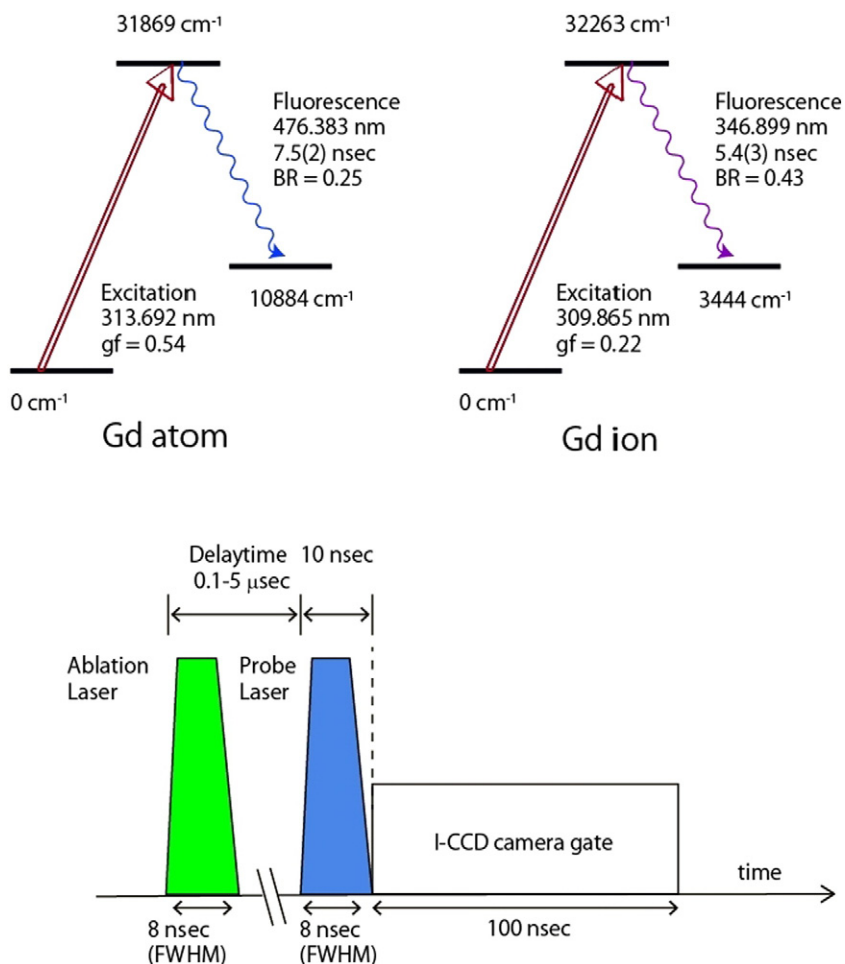 31869 cm⁻¹
Fluorescence
476.383 nm
7.5(2) nsec
BR = 0.25
10884 cm⁻¹
Excitation
313.692 nm
gf = 0.54
0 cm⁻¹
Gd atom
32263 cm⁻¹
Fluorescence
346.899 nm
5.4(3) nsec
BR = 0.43
3444 cm⁻¹
Excitation
309.865 nm
gf = 0.22
0 cm⁻¹
Gd ion
Delaytime
0.1-5 μsec
10 nsec
Ablation
Laser
Probe
Laser
I-CCD camera gate
time
8 nsec
(FWHM)
8 nsec
(FWHM)
100 nsec